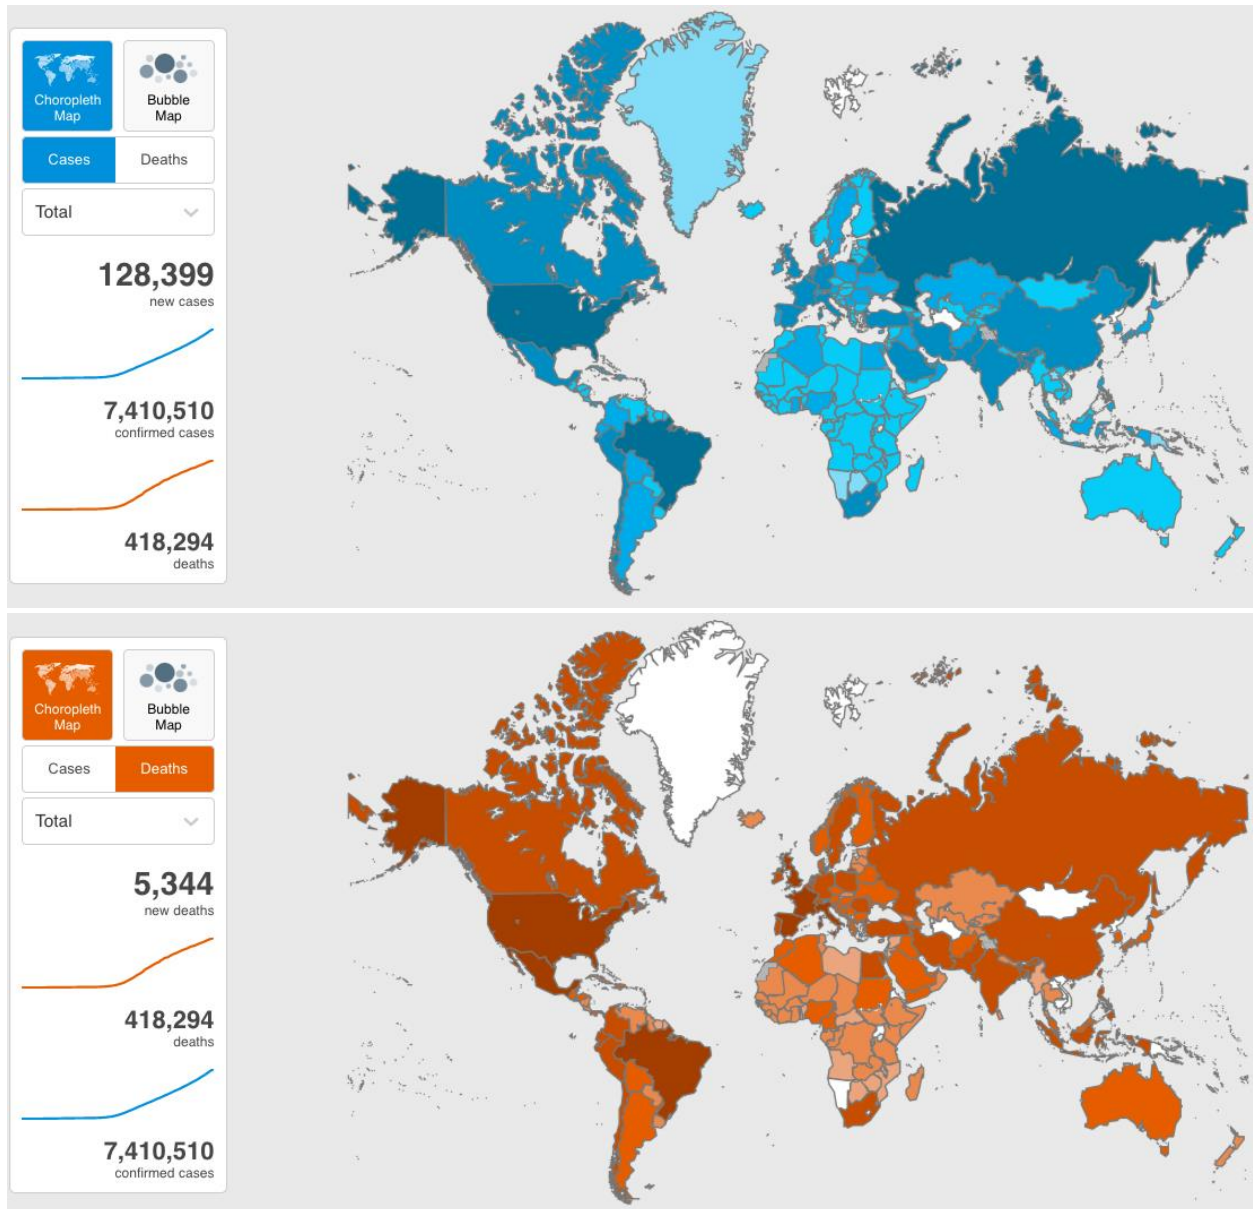 Choropleth
Map
Bubble
Map
Cases
Deaths
Total
128,399
new cases
7,410,510
confirmed cases
418,294
deaths
Choropleth
Map
Bubble
Map
Cases
Deaths
Total
5,344
new deaths
418,294
deaths
7,410,510
confirmed cases